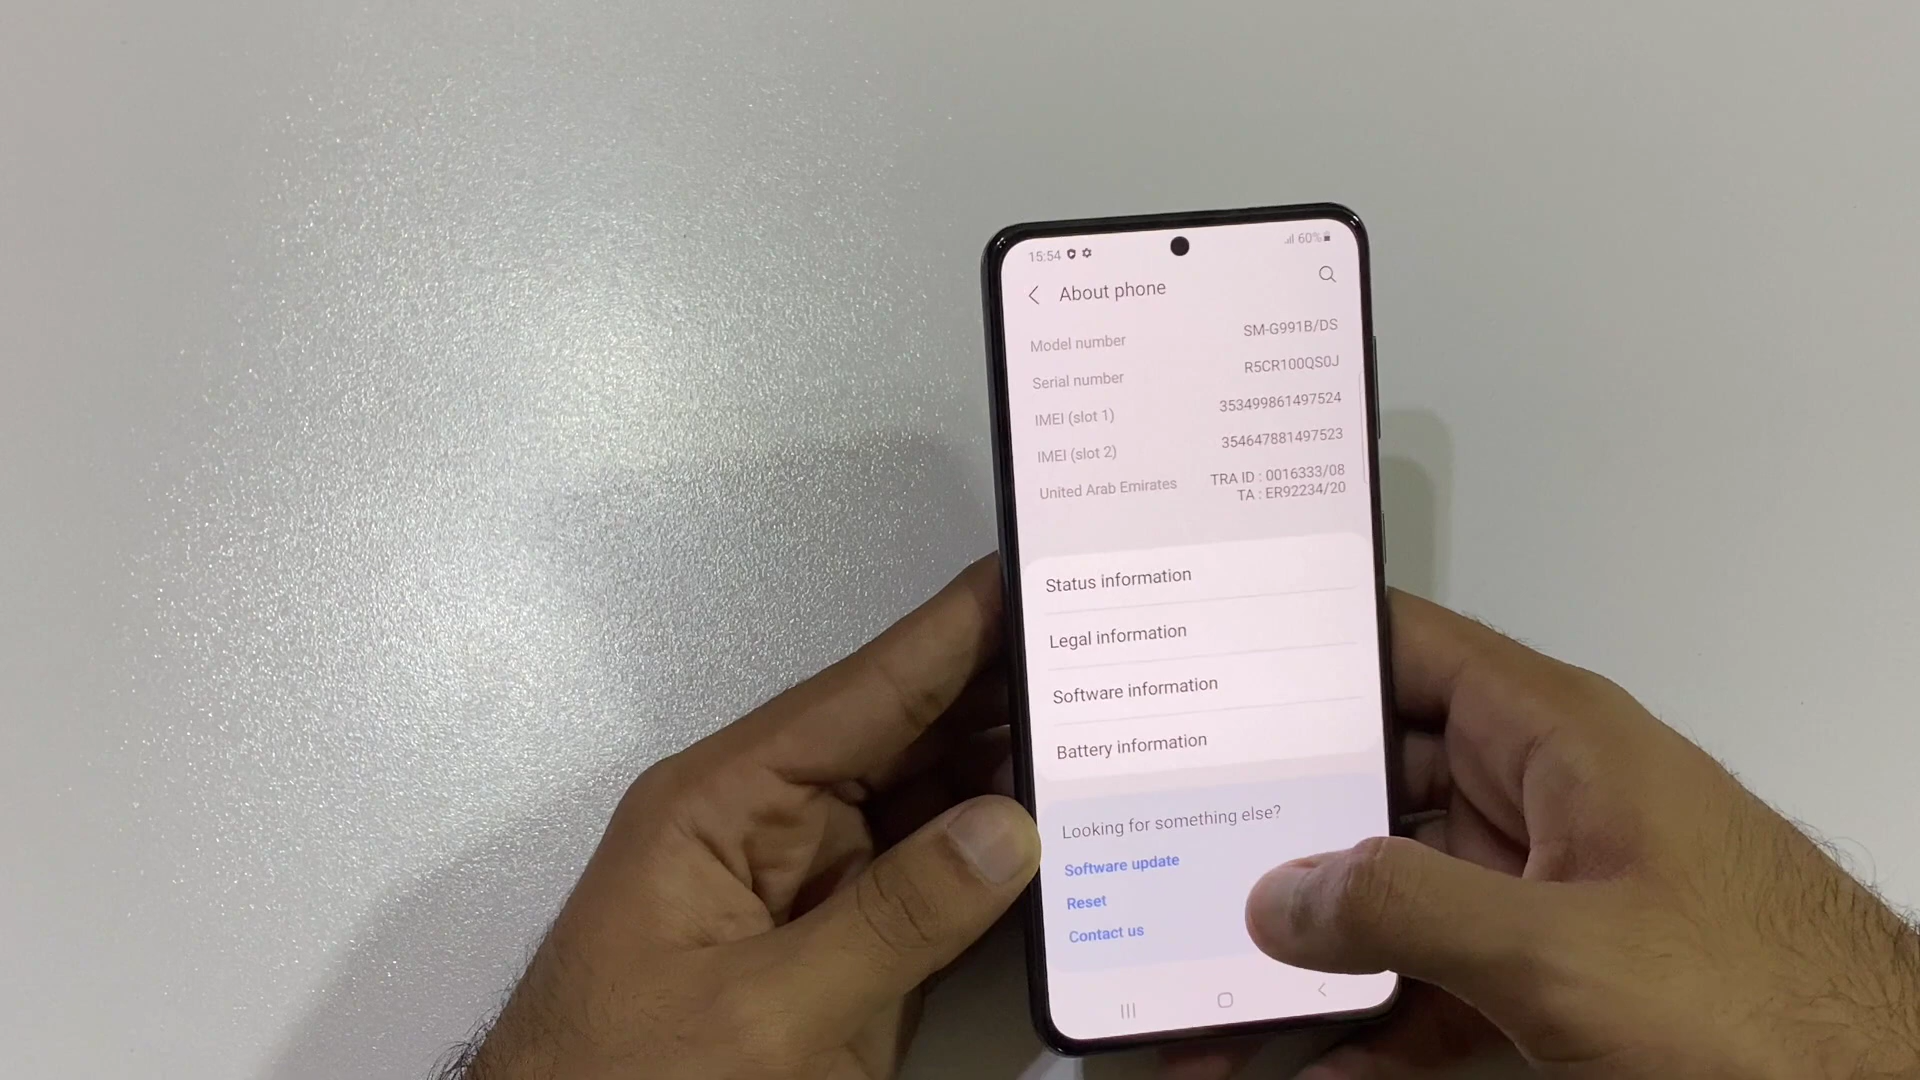 15:54 60%
About phone
Model number SM-G991B/DS
Serial number R5CR100QS0J
IMEI (slot 1) 353499861497524
IMEI (slot 2) 354647881497523
United Arab Emirates TRA ID : 0016333/08
TA : ER92234/20
Status information
Legal information
Software information
Battery information
Looking for something else?
Software update
Reset
Contact us